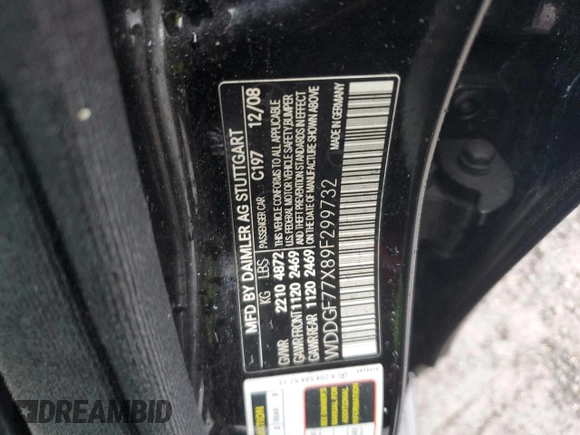 MFD BY DAIMLER AG STUTTGART
KG LBS PASSENGER CAR C197 12/08
GVWR 2210 4872 THIS VEHICLE CONFORMS TO ALL APPLICABLE
U.S. FEDERAL MOTOR VEHICLE SAFETY, BUMPER
GAWR FRONT 1120 2469 AND THEFT PREVENTION STANDARDS IN EFFECT
GAWR REAR 1120 2469 ON THE DATE OF MANUFACTURE SHOWN ABOVE
WDDGF77X89F299732 MADE IN GERMANY
DREAMBID